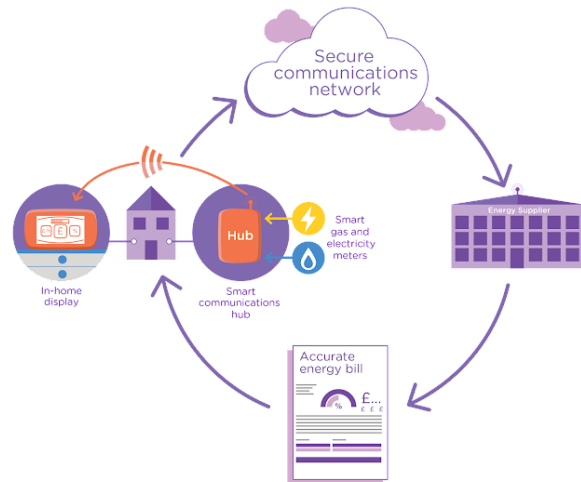 Secure
communications
network
Energy Supplier
Hub
Smart
gas and
electricity
meters
In-home
display
Smart
communications
hub
£
Accurate
energy bill
£...
%
£ £ £